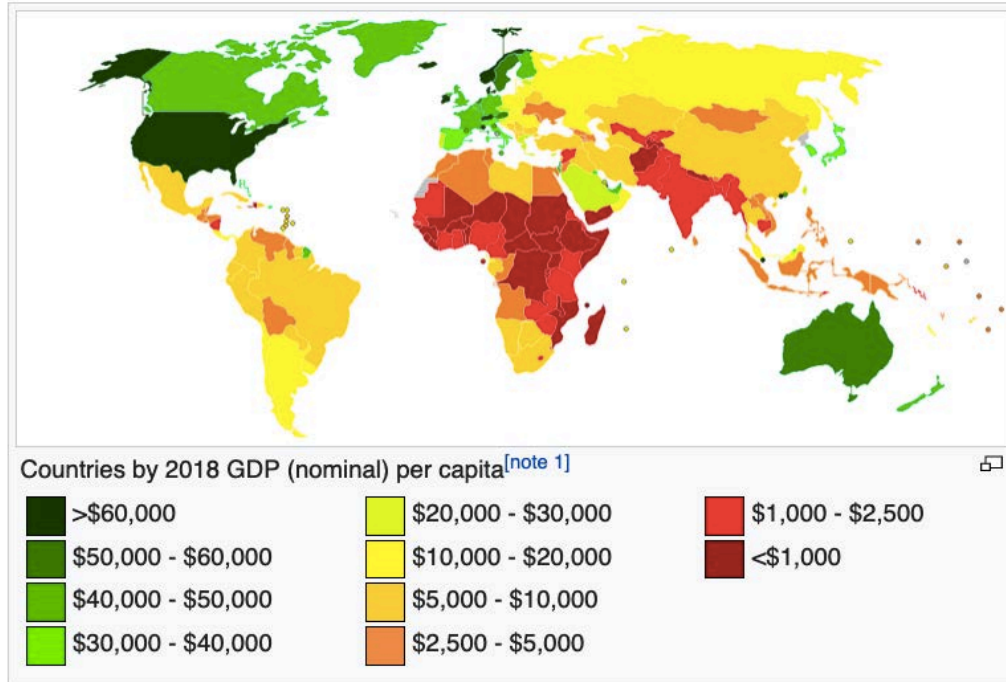 Countries by 2018 GDP (nominal) per capita[note 1]
>$60,000
$50,000 - $60,000
$40,000 - $50,000
$30,000 - $40,000
$20,000 - $30,000
$10,000 - $20,000
$5,000 - $10,000
$2,500 - $5,000
$1,000 - $2,500
<$1,000